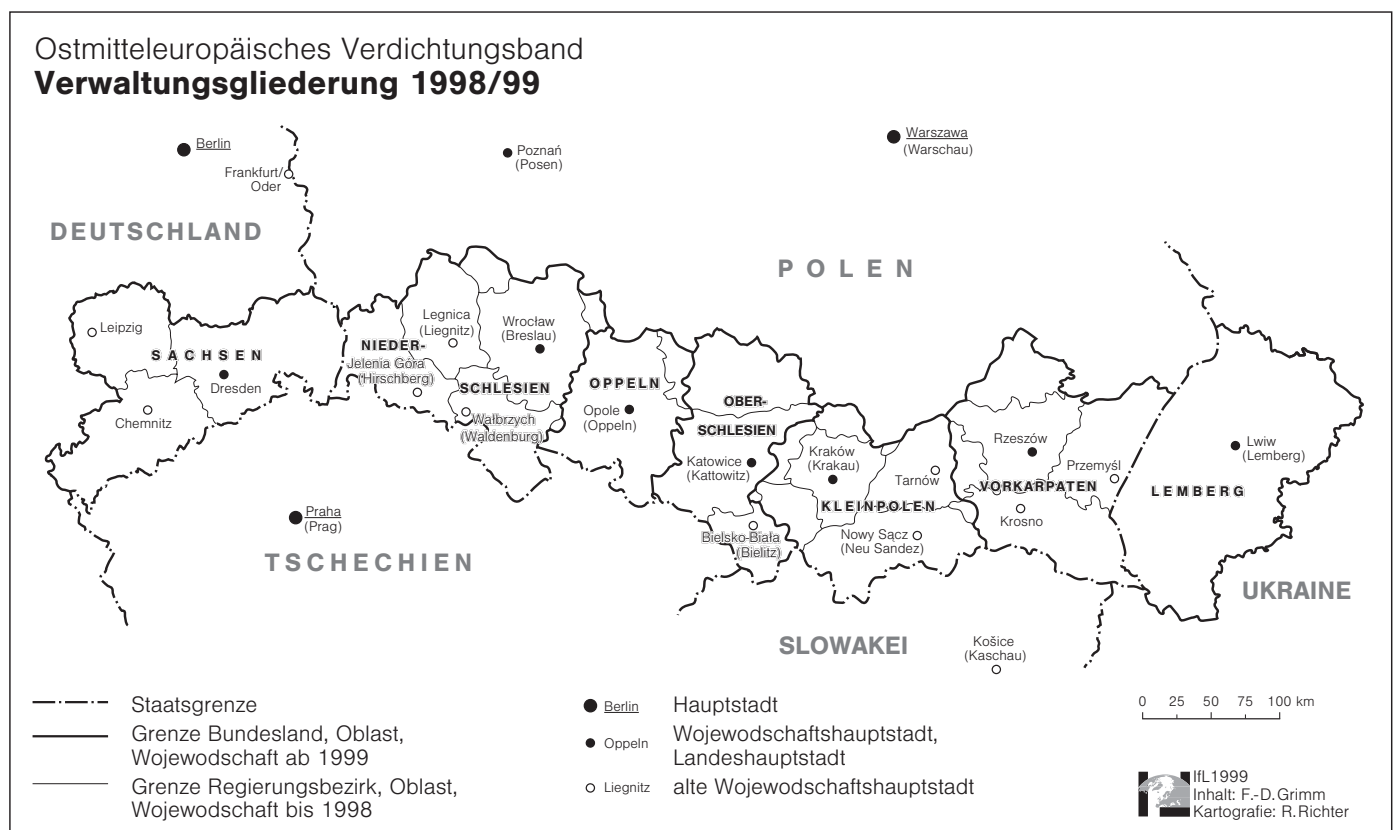 Ostmitteleuropäisches Verdichtungsband
Verwaltungsgliederung 1998/99
Berlin
Warszawa
(Warschau)
Poznań
(Posen)
Frankfurt/
Oder
DEUTSCHLAND
POLEN
Leipzig
Legnica
(Liegnitz)
Wrocław
(Breslau)
NIEDER-
SACHSEN
Jelenia Góra
(Hirschberg)
Dresden
SCHLESIEN
OPPELN
OBER-
Chemnitz
Wałbrzych
(Waldenburg)
Opole
(Oppeln)
SCHLESIEN
Katowice
(Kattowitz)
Kraków
(Krakau)
Rzeszów
Lwiw
(Lemberg)
Tarnów
Przemyśl
VORKARPATEN
LEMBERG
KLEINPOLEN
Krosno
Praha
(Prag)
Bielsko-Biała
(Bielitz)
Nowy Sącz
(Neu Sandez)
TSCHECHIEN
UKRAINE
SLOWAKEI
Košice
(Kaschau)
Staatsgrenze
Grenze Bundesland, Oblast,
Wojewodschaft ab 1999
Grenze Regierungsbezirk, Oblast,
Wojewodschaft bis 1998
Berlin Hauptstadt
Oppeln Wojewodschaftshauptstadt,
Landeshauptstadt
Liegnitz alte Wojewodschaftshauptstadt
0 25 50 75 100 km
IfL1999
Inhalt: F.-D. Grimm
Kartografie: R. Richter